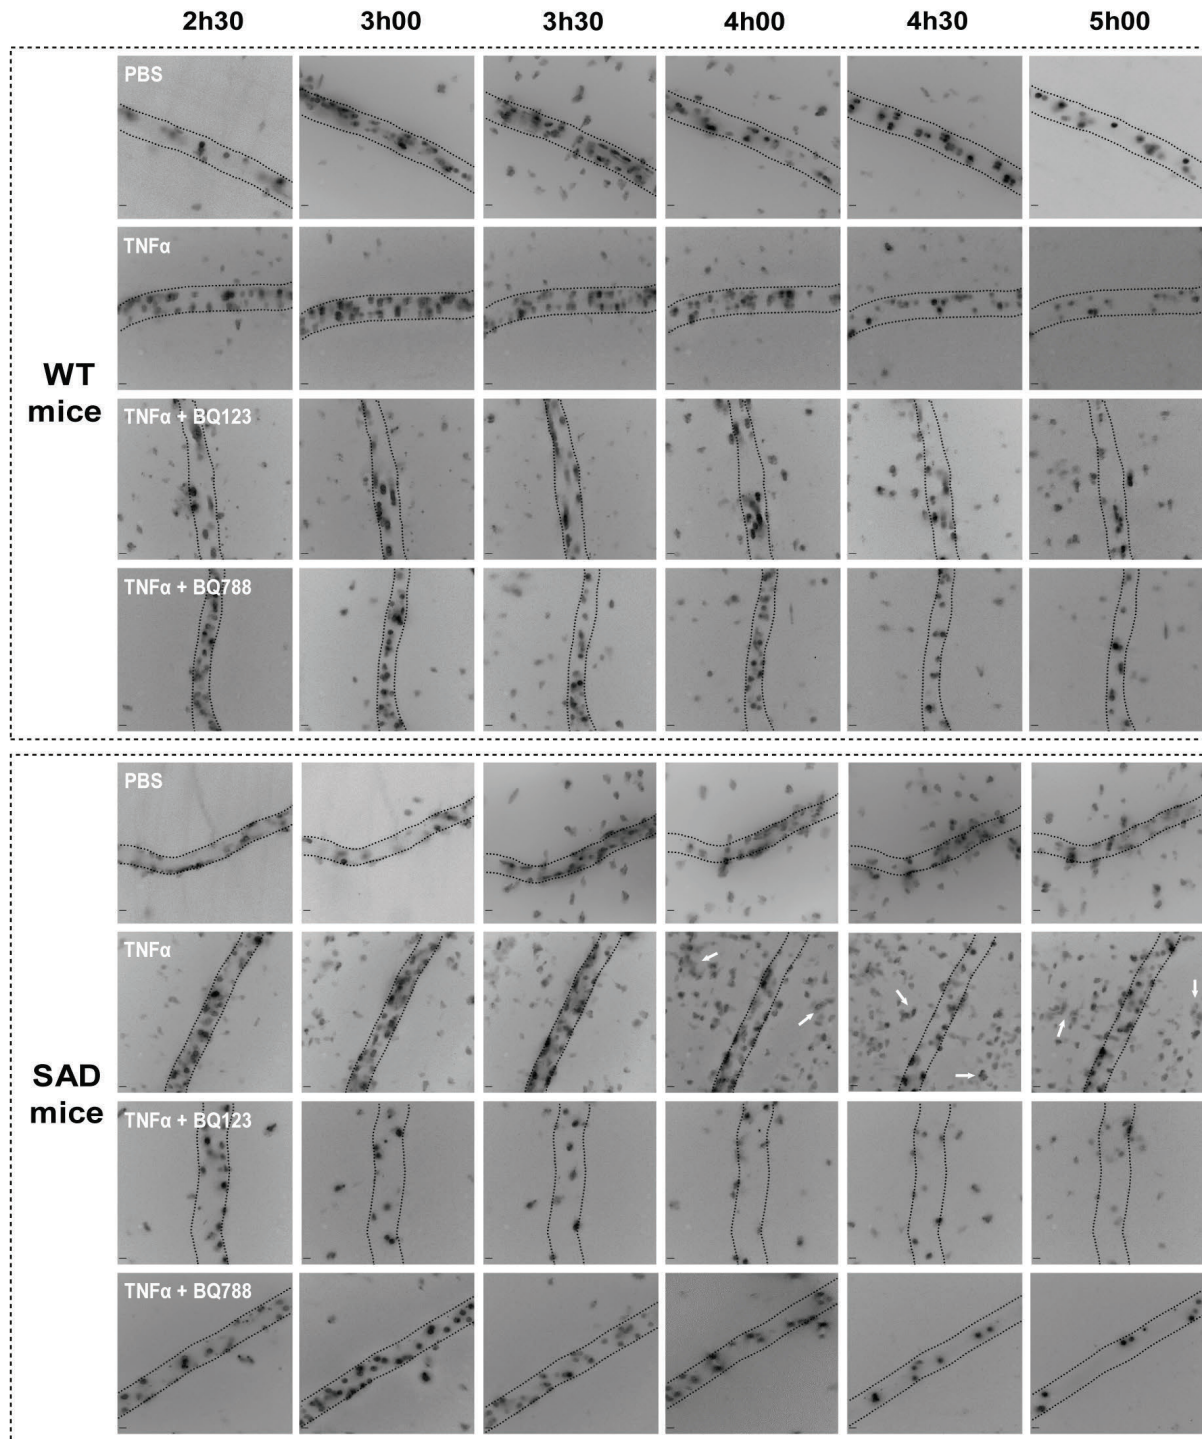 2h30 3h00 3h30 4h00 4h30 5h00
WT
mice
PBS
TNFα
TNFα + BQ123
TNFα + BQ788
SAD
mice
PBS
TNFα
TNFα + BQ123
TNFα + BQ788